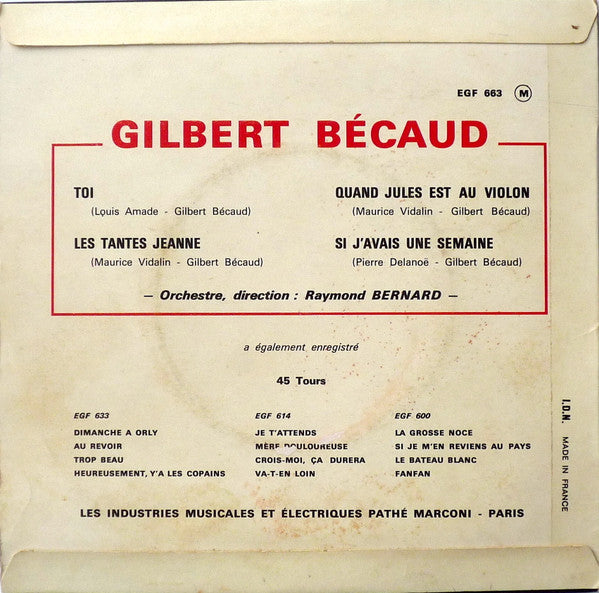 EGF 663 M
GILBERT BÉCAUD
TOI
(Louis Amade - Gilbert Bécaud)
LES TANTES JEANNE
(Maurice Vidalin - Gilbert Bécaud)
QUAND JULES EST AU VIOLON
(Maurice Vidalin - Gilbert Bécaud)
SI J'AVAIS UNE SEMAINE
(Pierre Delanoë - Gilbert Bécaud)
— Orchestre, direction : Raymond BERNARD —
a également enregistré
45 Tours
EGF 633
DIMANCHE A ORLY
AU REVOIR
TROP BEAU
HEUREUSEMENT, Y'A LES COPAINS
EGF 614
JE T'ATTENDS
MÈRE DOULOUREUSE
CROIS-MOI, ÇA DURERA
VA-T-EN LOIN
EGF 600
LA GROSSE NOCE
SI JE M'EN REVIENS AU PAYS
LE BATEAU BLANC
FANFAN
LES INDUSTRIES MUSICALES ET ÉLECTRIQUES PATHÉ MARCONI - PARIS
I.D.N. MADE IN FRANCE